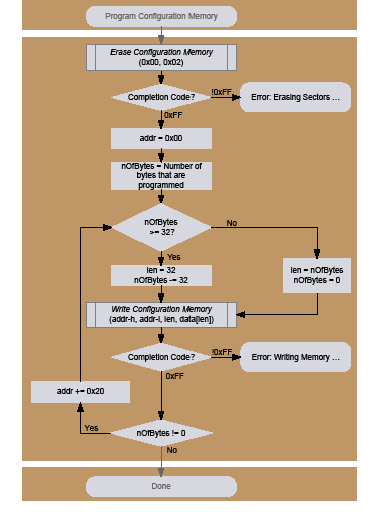 Program Configuration Memory
Erase Configuration Memory
(0x00, 0x02)
Completion Code?
!0xFF
Error: Erasing Sectors ...
0xFF
addr = 0x00
nOfBytes = Number of
bytes that are
programmed
nOfBytes
>= 32?
No
Yes
len = 32
nOfBytes -= 32
len = nOfBytes
nOfBytes = 0
Write Configuration Memory
(addr-h, addr-l, len, data[len])
Completion Code?
!0xFF
Error: Writing Memory ...
0xFF
addr += 0x20
Yes
nOfBytes != 0
No
Done